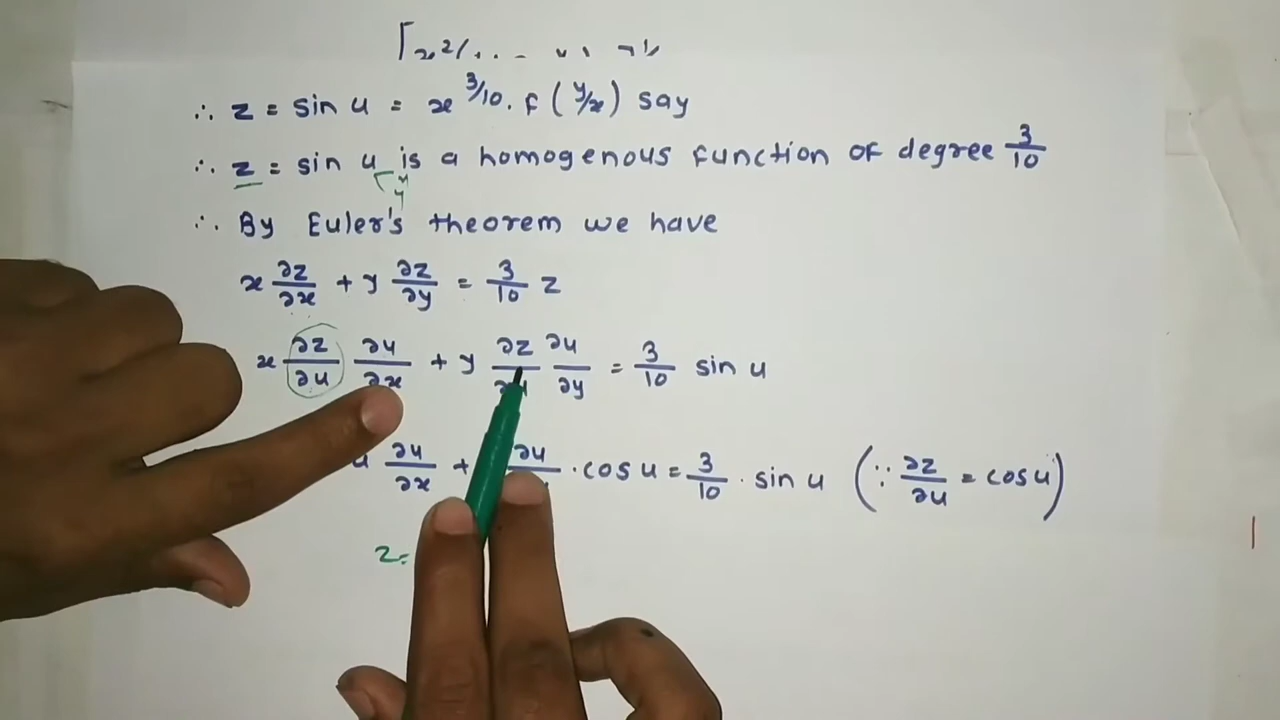 ∴ z = sin u = x^3/10 . f (y/x) say
∴ z = sin u is a homogenous function of degree 3/10
∴ By Euler's theorem we have
x ∂z/∂x + y ∂z/∂y = 3/10 z
x ∂z/∂u ∂u/∂x + y ∂z/∂u ∂u/∂y = 3/10 sin u
∂u/∂x + ∂u . cos u = 3/10 . sin u (∵ ∂z/∂u = cos u)
z =